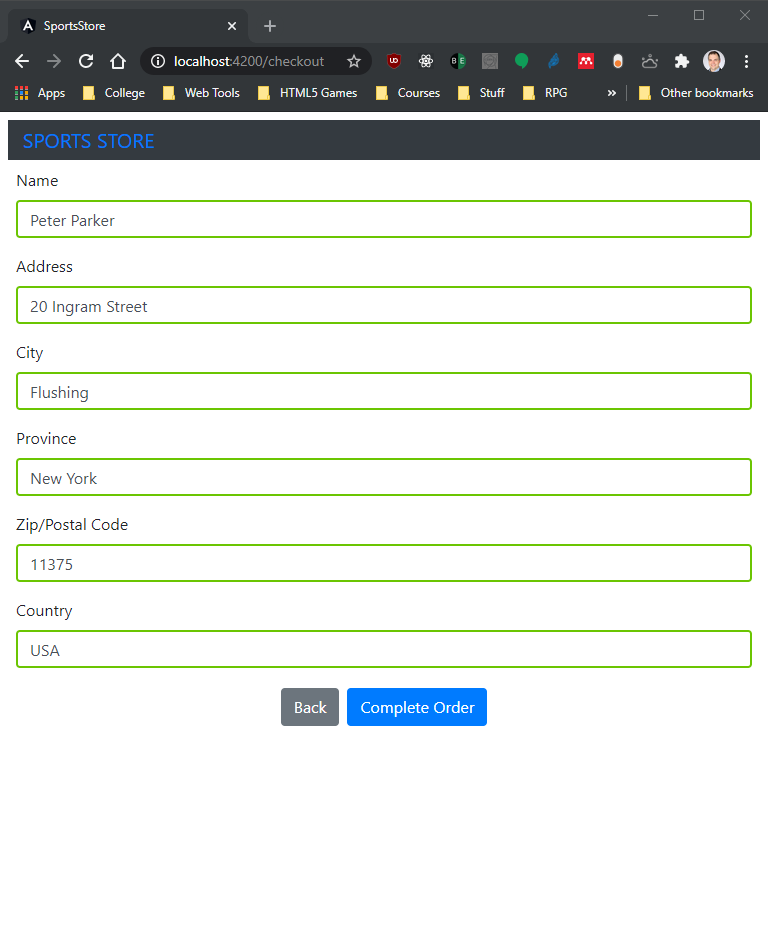 SportsStore
localhost:4200/checkout
Apps College Web Tools HTML5 Games Courses Stuff RPG » Other bookmarks
SPORTS STORE
Name
Peter Parker
Address
20 Ingram Street
City
Flushing
Province
New York
Zip/Postal Code
11375
Country
USA
Back Complete Order